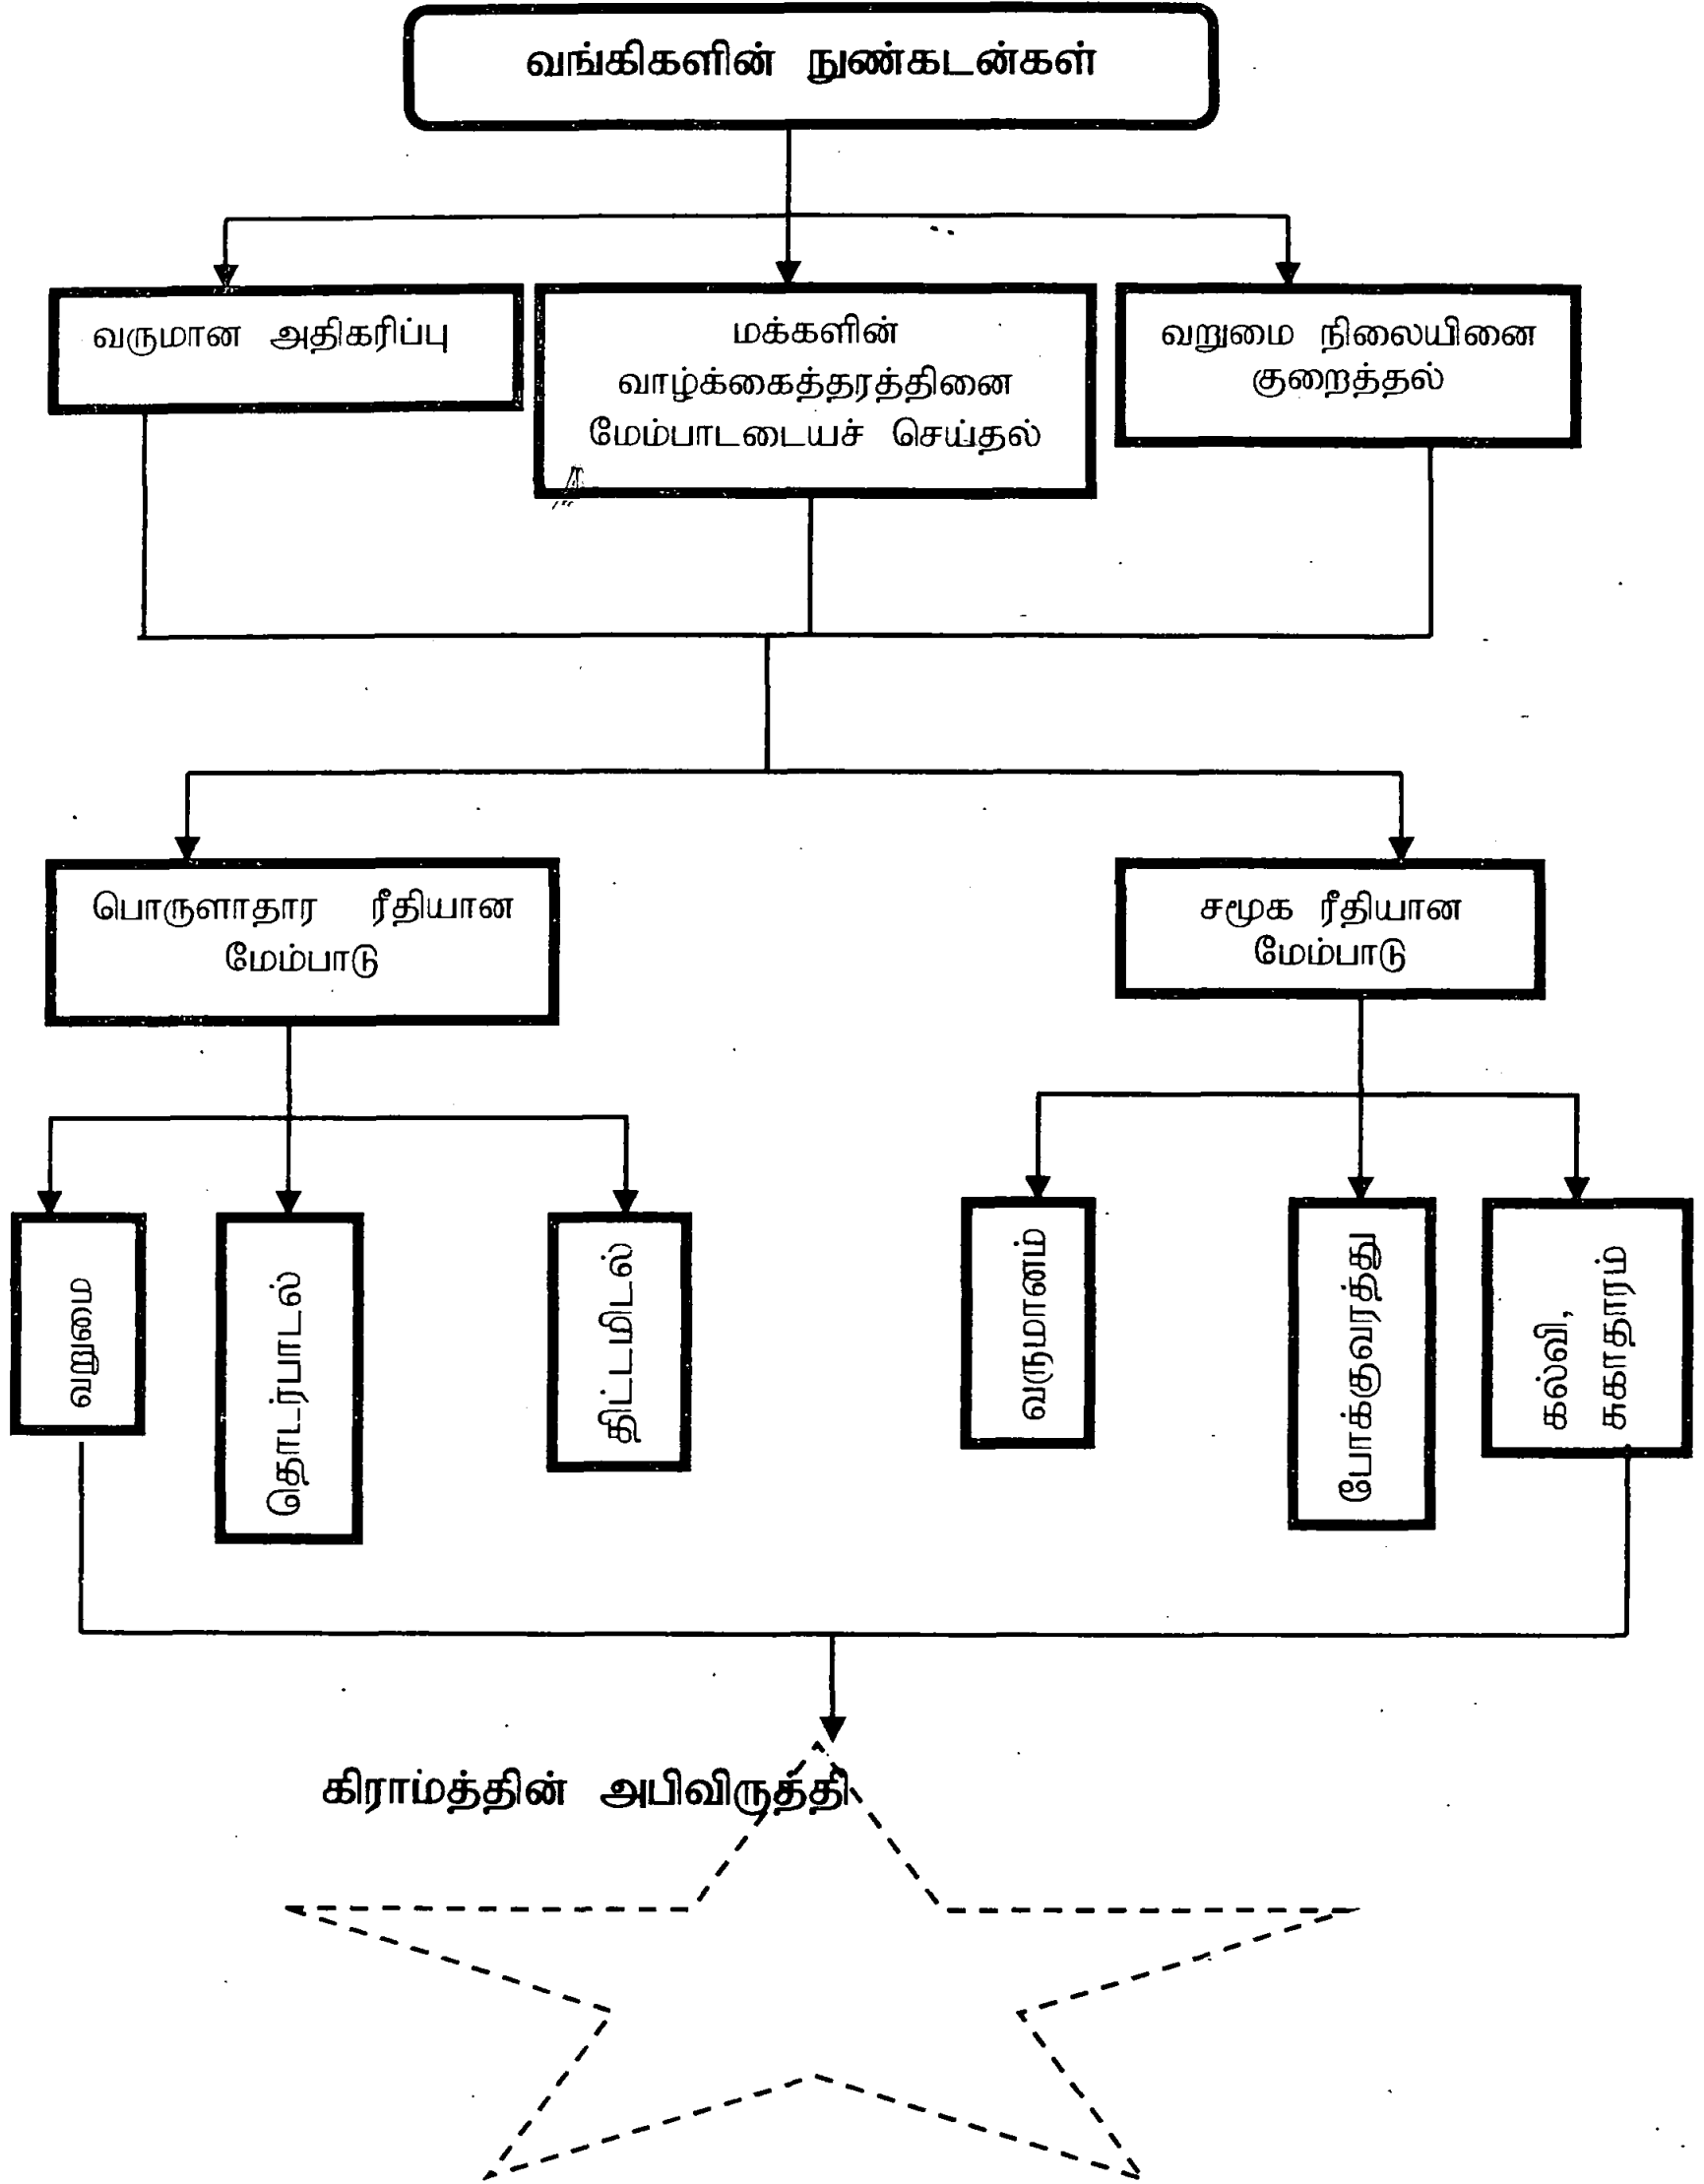 வங்கிகளின் நுண்கடன்கள்
வருமான அதிகரிப்பு
மக்களின்
வாழ்க்கைத்தரத்தினை
மேம்பாடடையச் செய்தல்
வறுமை நிலையினை
குறைத்தல்
பொருளாதார ரீதியான
மேம்பாடு
சமூக ரீதியான
மேம்பாடு
வறுமை
தொடர்பாடல்
திட்டமிடல்
வருமானம்
போக்குவரத்து
கல்வி,
சுகாதாரம்
கிராம்த்தின் அபிவிருத்தி